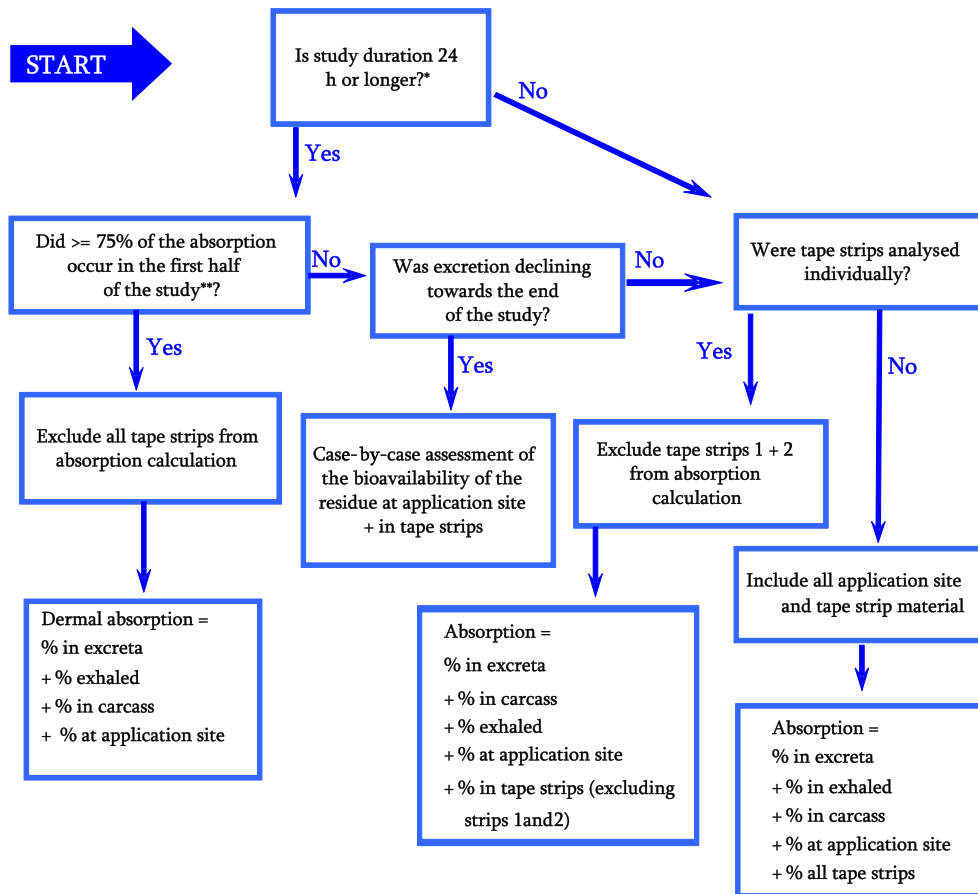 START
Is study duration 24
h or longer?*
No
Yes
Did >= 75% of the absorption
occur in the first half
of the study**?
No
Was excretion declining
towards the end
of the study?
No
Were tape strips analysed
individually?
Yes
Yes
Yes
No
Exclude all tape strips from
absorption calculation
Case-by-case assessment of
the bioavailability of the
residue at application site
+ in tape strips
Exclude tape strips 1 + 2
from absorption
calculation
Include all application site
and tape strip material
Dermal absorption =
% in excreta
+ % exhaled
+ % in carcass
+ % at application site
Absorption =
% in excreta
+ % in carcass
+ % exhaled
+ % at application site
+ % in tape strips (excluding
strips 1and2)
Absorption =
% in excreta
+ % in exhaled
+ % in carcass
+ % at application site
+ % all tape strips